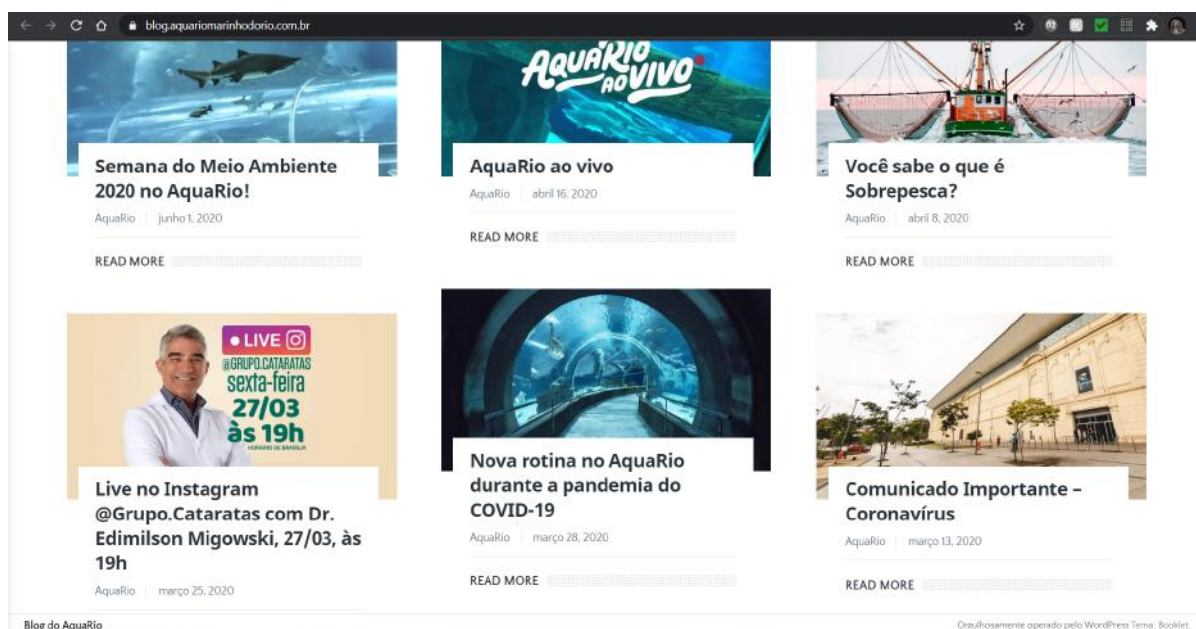 blog.aquariomarinhodorio.com.br
AQUARIO
AO VIVO
Semana do Meio Ambiente
2020 no AquaRio!
AquaRio junho 1, 2020
READ MORE
AquaRio ao vivo
AquaRio abril 16, 2020
READ MORE
Você sabe o que é
Sobrepesca?
AquaRio abril 8, 2020
READ MORE
LIVE
@GRUPO.CATARATAS
sexta-feira
27/03
às 19h
HORÁRIO DE BRASÍLIA
Live no Instagram
@Grupo.Cataratas com Dr.
Edimilson Migowski, 27/03, às
19h
AquaRio março 25, 2020
Nova rotina no AquaRio
durante a pandemia do
COVID-19
AquaRio março 28, 2020
READ MORE
Comunicado Importante –
Coronavírus
AquaRio março 13, 2020
READ MORE
Blog do AquaRio
Orgulhosamente operado pelo WordPress Tema: Booklet.